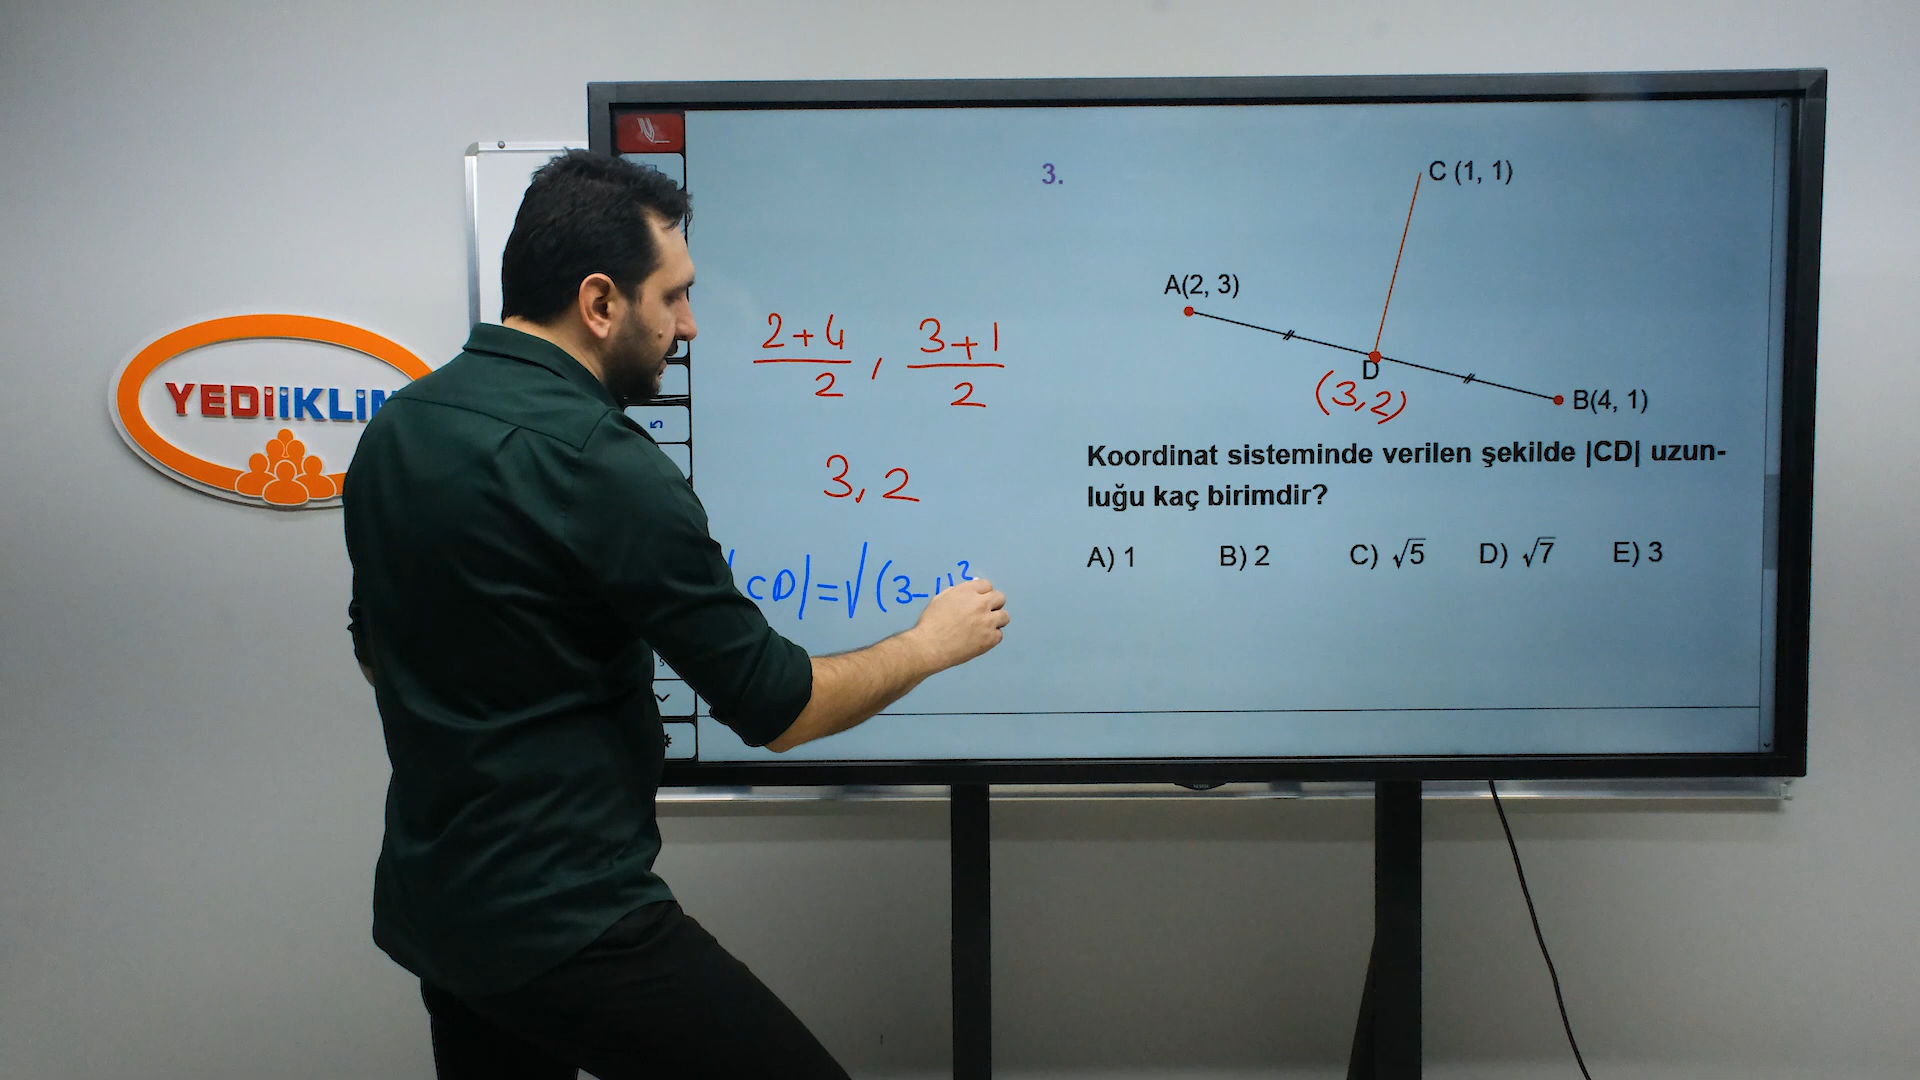 YEDİİKLİM
3.
C (1, 1)
A(2, 3)
D
(3,2)
B(4, 1)
2+4/2 , 3+1/2
3,2
|CD|=√(3-1)²
Koordinat sisteminde verilen şekilde |CD| uzun-
luğu kaç birimdir?
A) 1 B) 2 C) √5 D) √7 E) 3